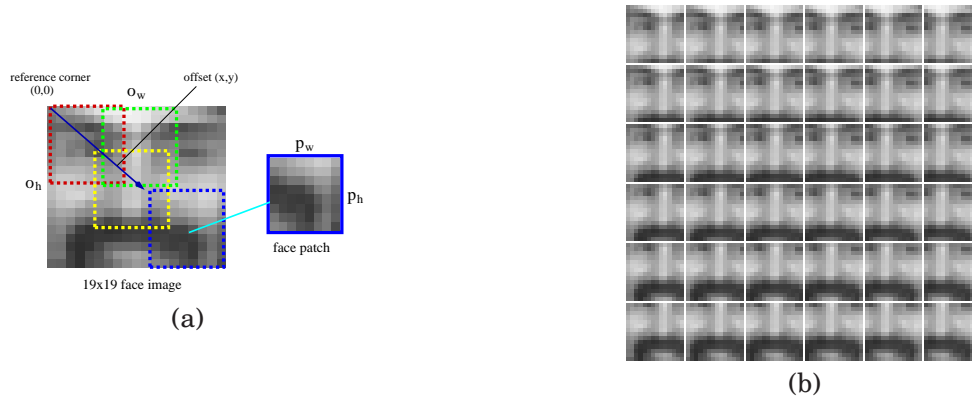 reference corner
(0,0)
offset (x,y)
o_w
o_h
p_w
p_h
face patch
19x19 face image
(a)
(b)